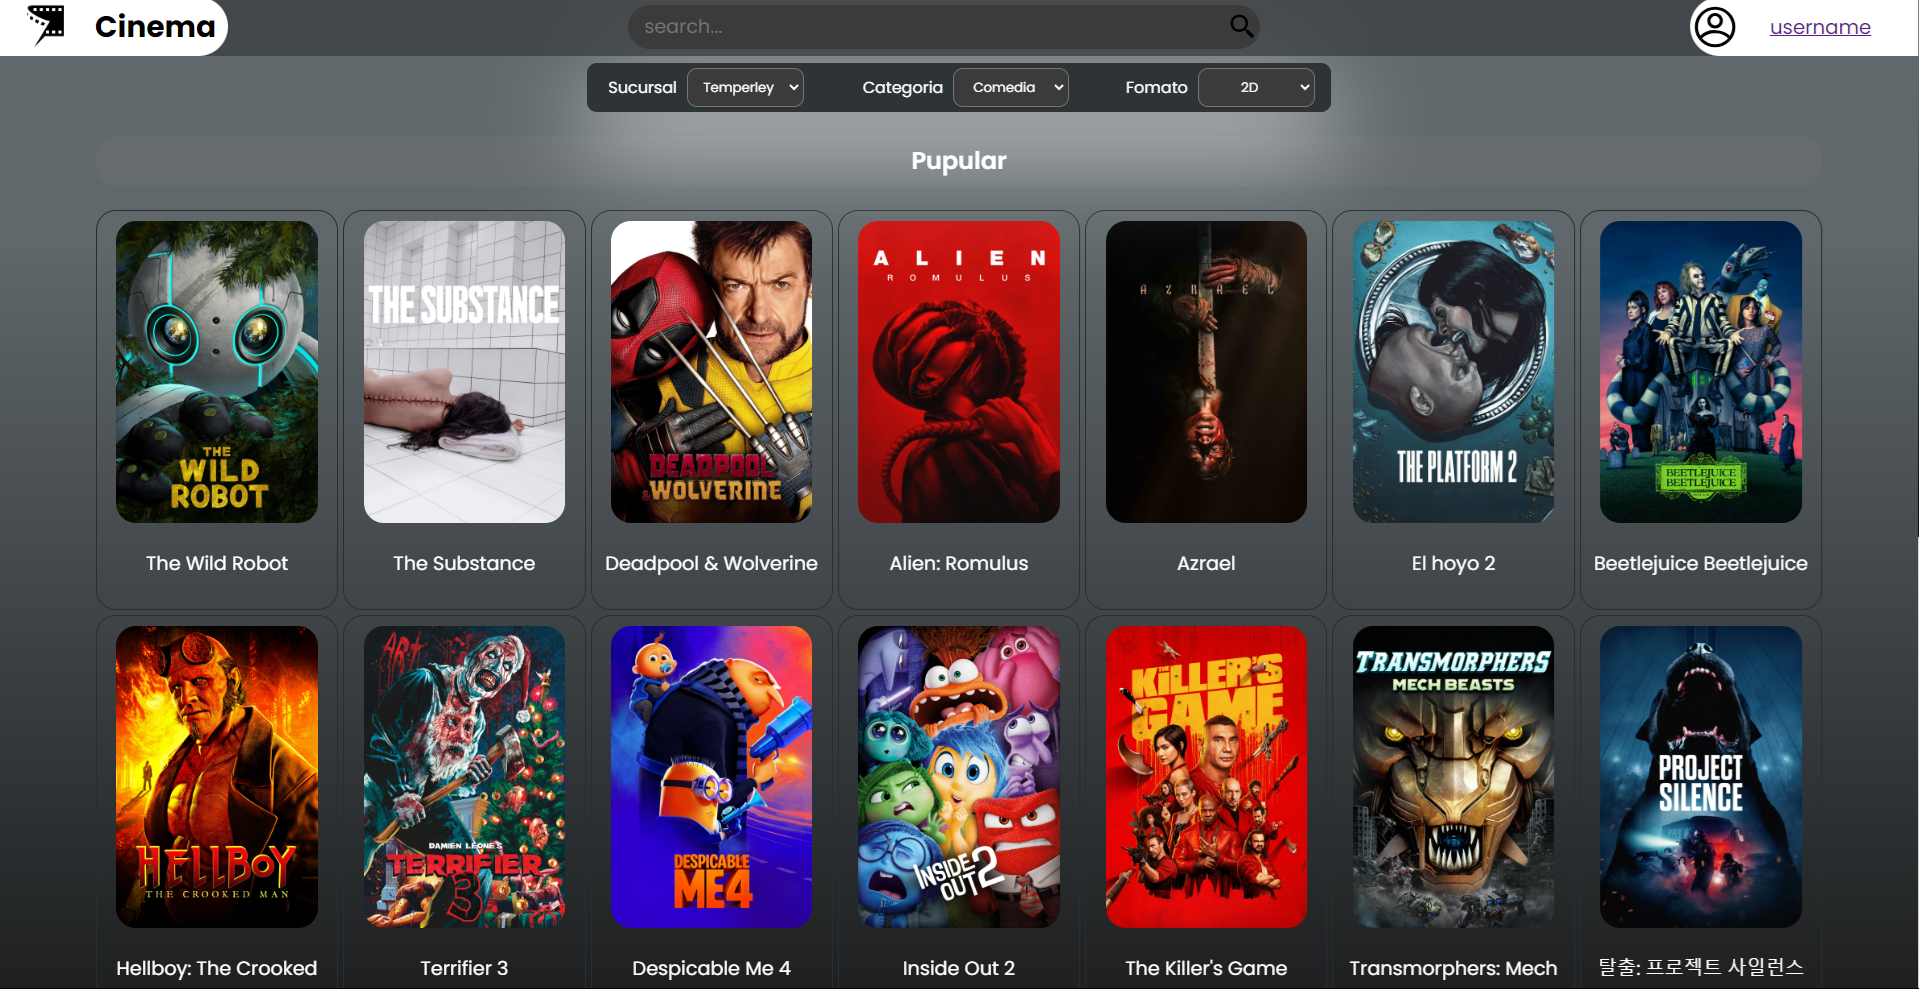 Cinema
search...
username
Sucursal Temperley Categoria Comedia Fomato 2D
Pupular
THE
WILD
ROBOT
The Wild Robot
THE SUBSTANCE
The Substance
DEADPOOL
& WOLVERINE
Deadpool & Wolverine
ALIEN
ROMULUS
Alien: Romulus
AZRAEL
Azrael
THE PLATFORM 2
El hoyo 2
BEETLEJUICE
BEETLEJUICE
Beetlejuice Beetlejuice
HELLBOY
THE CROOKED MAN
Hellboy: The Crooked
ART
DAMIEN LEONE'S
TERRIFIER
3
Terrifier 3
DESPICABLE
ME 4
Despicable Me 4
INSIDE
OUT 2
Inside Out 2
THE
KILLER'S
GAME
The Killer's Game
TRANSMORPHERS
MECH BEASTS
Transmorphers: Mech
PROJECT
SILENCE
탈출: 프로젝트 사일런스